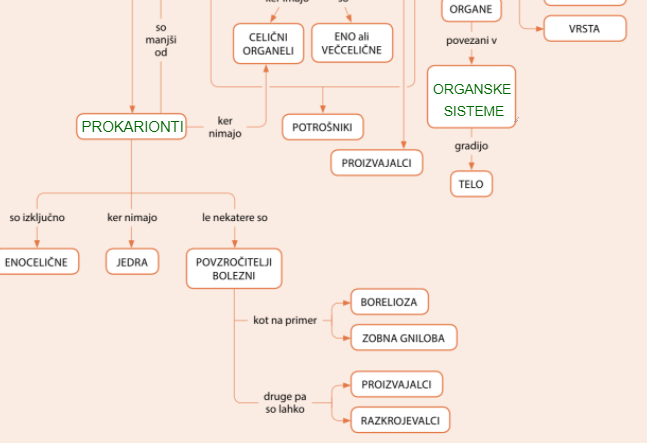 ker imajo
so
ORGANE
VRSTA
so
manjši
od
CELIČNI
ORGANELI
ENO ali
VEČCELIČNE
povezani v
ORGANSKE
SISTEME
PROKARIONTI
ker
nimajo
POTROŠNIKI
PROIZVAJALCI
gradijo
TELO
so izključno
ker nimajo
le nekatere so
ENOCELIČNE
JEDRA
POVZROČITELJI
BOLEZNI
BORELIOZA
kot na primer
ZOBNA GNILOBA
PROIZVAJALCI
druge pa
so lahko
RAZKROJEVALCI